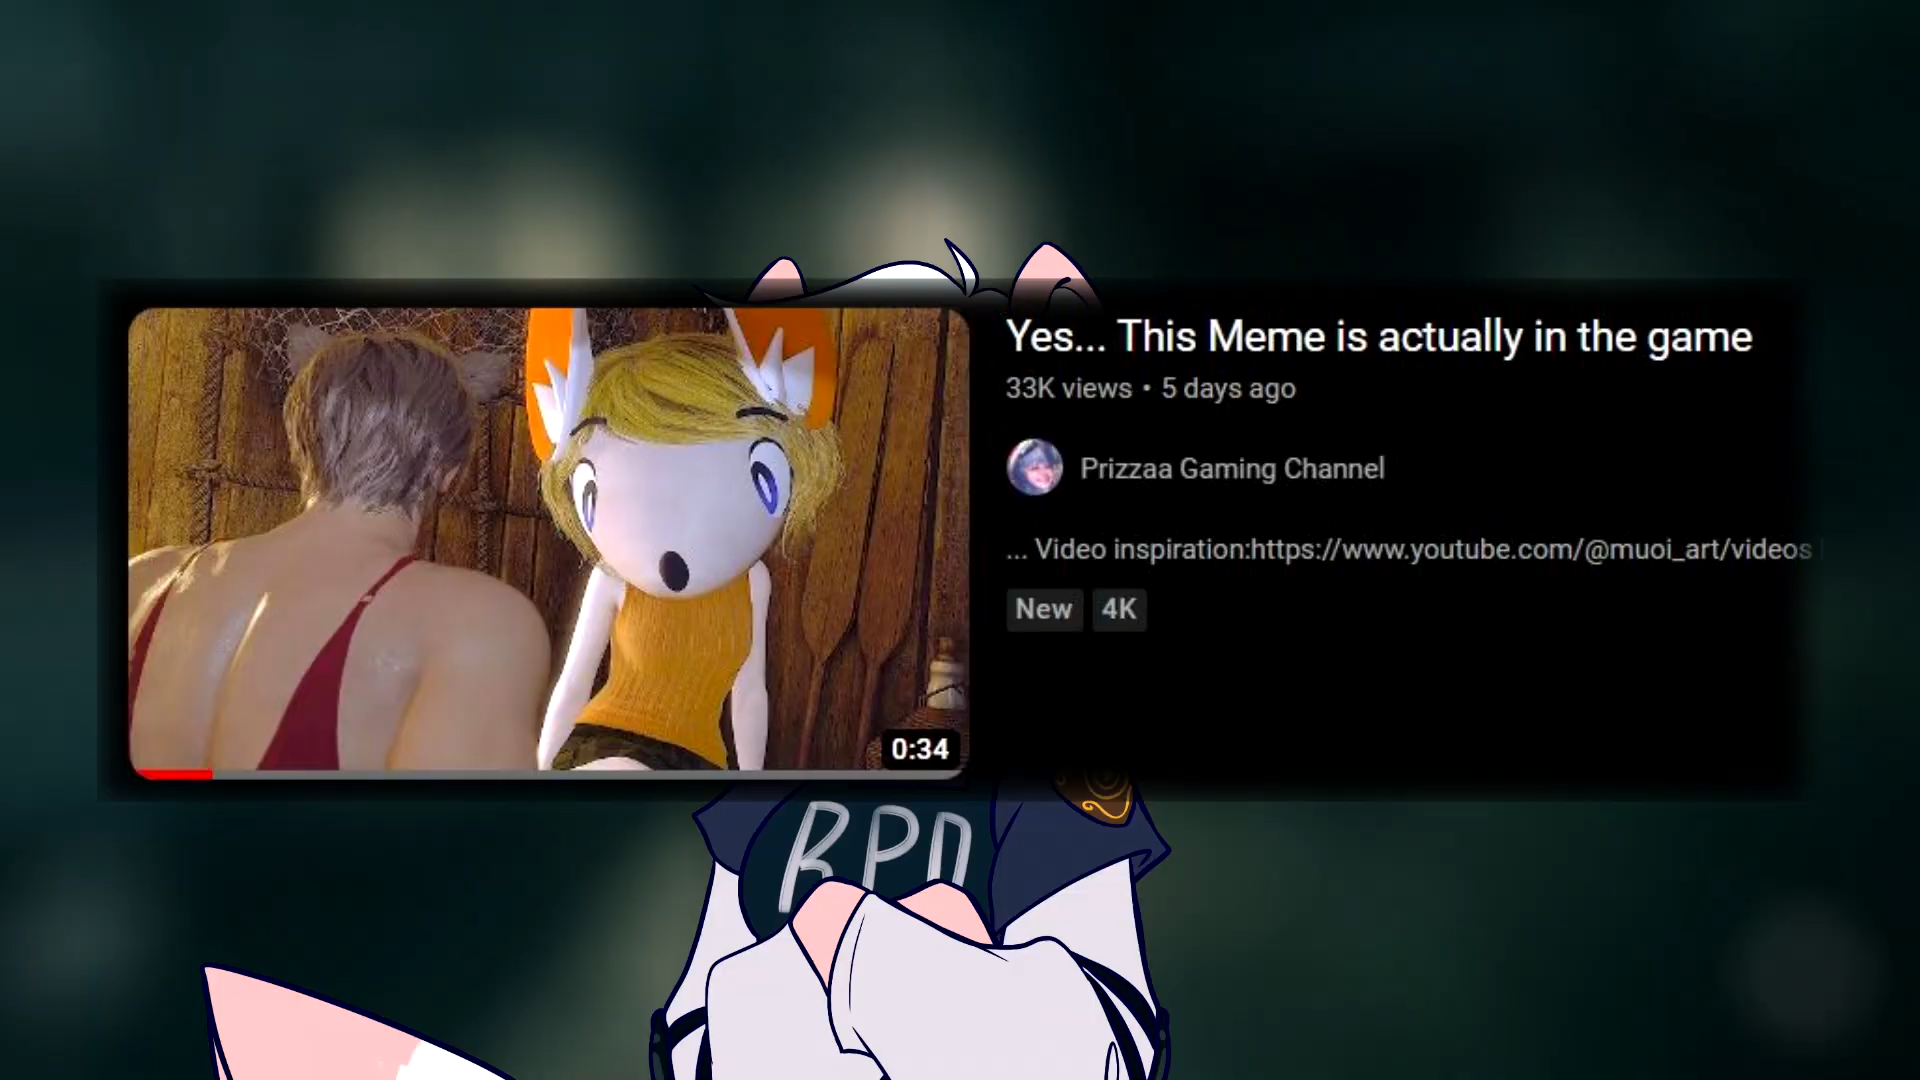 Yes... This Meme is actually in the game
33K views • 5 days ago
Prizzaa Gaming Channel
... Video inspiration:https://www.youtube.com/@muoi_art/videos
New 4K
0:34
RPD